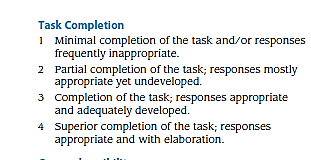 Task Completion
1 Minimal completion of the task and/or responses
frequently inappropriate.
2 Partial completion of the task; responses mostly
appropriate yet undeveloped.
3 Completion of the task; responses appropriate
and adequately developed.
4 Superior completion of the task; responses
appropriate and with elaboration.